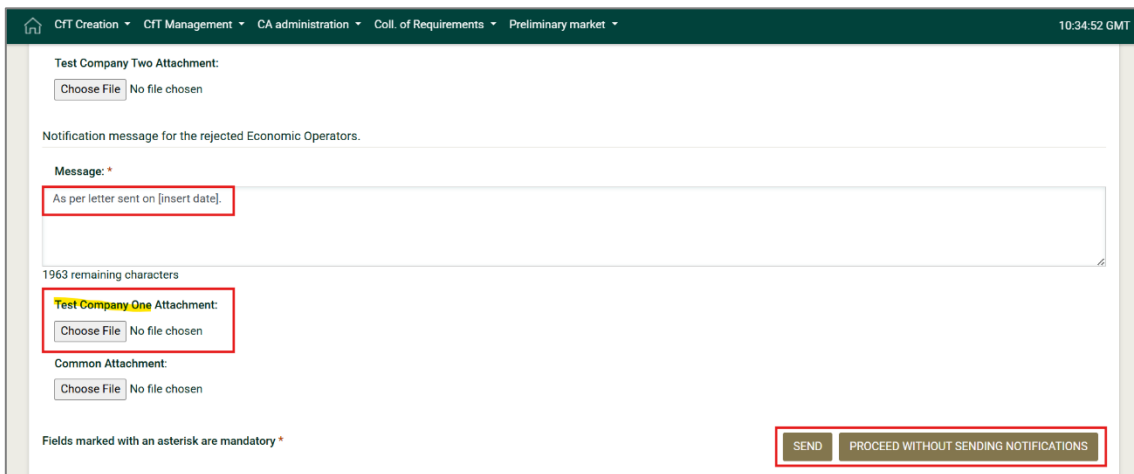 CfT Creation CfT Management CA administration Coll. of Requirements Preliminary market 10:34:52 GMT
Test Company Two Attachment:
Choose File No file chosen
Notification message for the rejected Economic Operators.
Message: *
As per letter sent on [insert date].
1963 remaining characters
Test Company One Attachment:
Choose File No file chosen
Common Attachment:
Choose File No file chosen
Fields marked with an asterisk are mandatory * SEND PROCEED WITHOUT SENDING NOTIFICATIONS